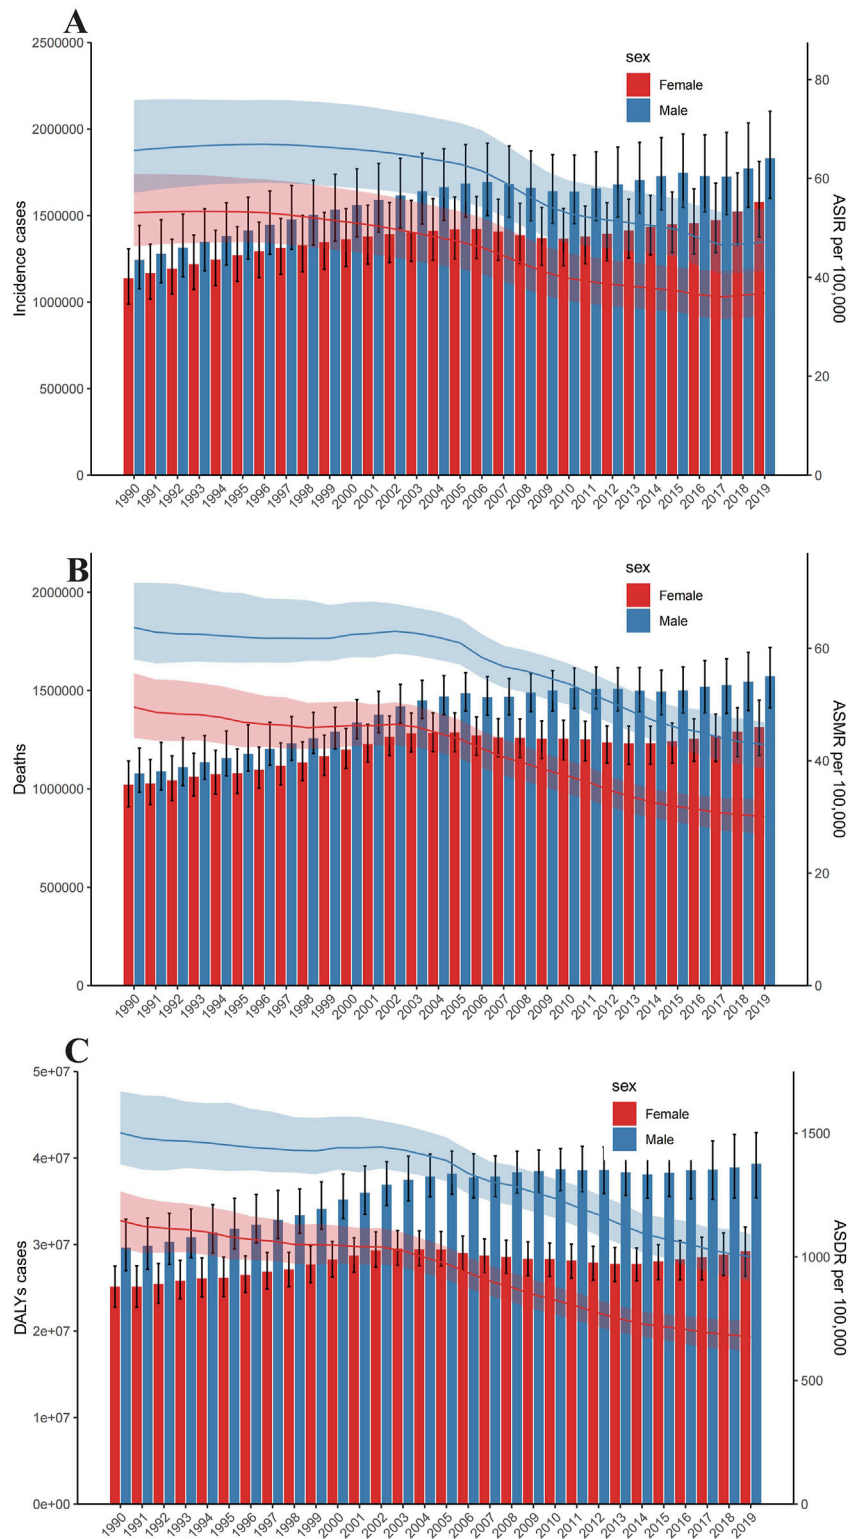 A
2500000
2000000
1500000
1000000
500000
0
Incidence cases
80
60
40
20
0
ASIR per 100,000
sex
Female
Male
1990 1991 1992 1993 1994 1995 1996 1997 1998 1999 2000 2001 2002 2003 2004 2005 2006 2007 2008 2009 2010 2011 2012 2013 2014 2015 2016 2017 2018 2019
B
2000000
1500000
1000000
500000
0
Deaths
60
40
20
0
ASMR per 100,000
sex
Female
Male
1990 1991 1992 1993 1994 1995 1996 1997 1998 1999 2000 2001 2002 2003 2004 2005 2006 2007 2008 2009 2010 2011 2012 2013 2014 2015 2016 2017 2018 2019
C
5e+07
4e+07
3e+07
2e+07
1e+07
0e+00
DALYs cases
1500
1000
500
0
ASDR per 100,000
sex
Female
Male
1990 1991 1992 1993 1994 1995 1996 1997 1998 1999 2000 2001 2002 2003 2004 2005 2006 2007 2008 2009 2010 2011 2012 2013 2014 2015 2016 2017 2018 2019